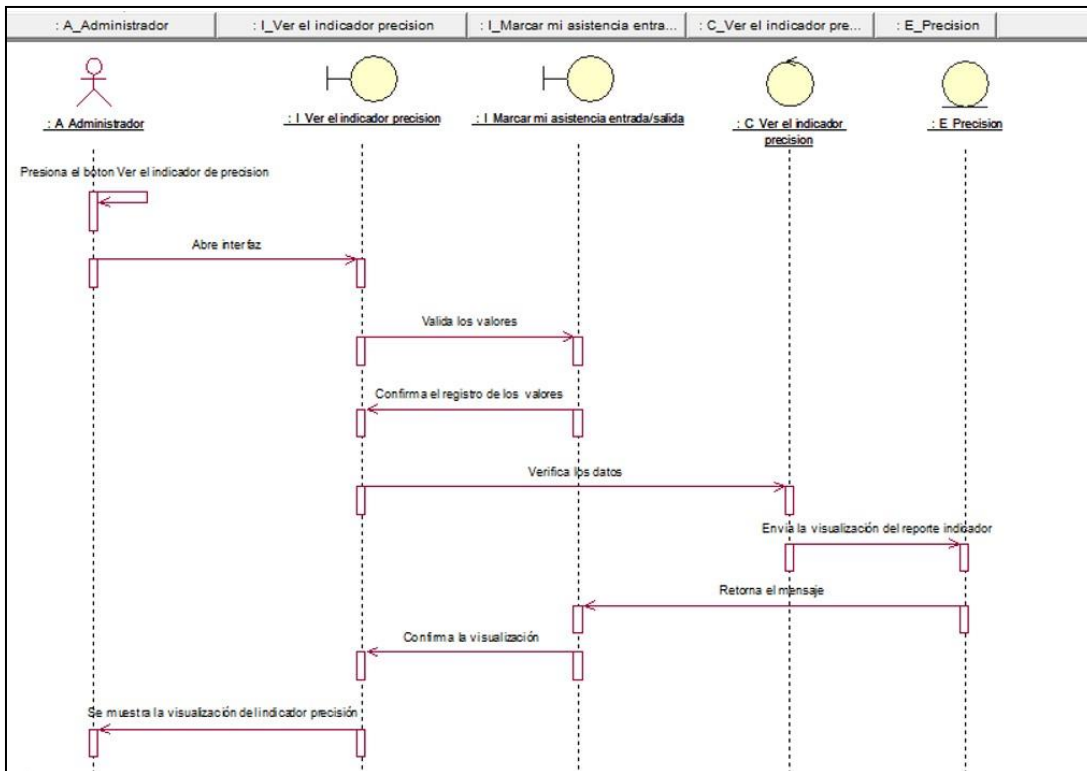 : A_Administrador
: I_Ver el indicador precision
: I_Marcar mi asistencia entra...
: C_Ver el indicador pre...
: E_Precision
: A Administrador
: I Ver el indicador precision
: I Marcar mi asistencia entrada/salida
: C Ver el indicador
precision
: E Precision
Presiona el bóton Ver el indicador de precision
Abre interfaz
Valida los valores
Confirma el registro de los valores
Verifica los datos
Envía la visualización del reporte indicador
Retorna el mensaje
Confirma la visualización
Se muestra la visualización del indicador precisión